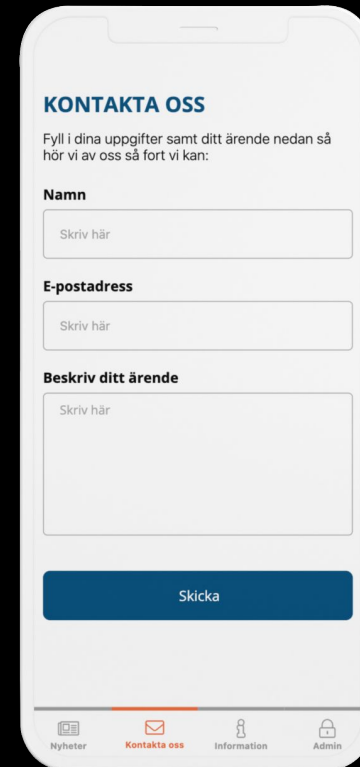 KONTAKTA OSS
Fyll i dina uppgifter samt ditt ärende nedan så
hör vi av oss så fort vi kan:
Namn
Skriv här
E-postadress
Skriv här
Beskriv ditt ärende
Skriv här
Skicka
Nyheter
Kontakta oss
Information
Admin